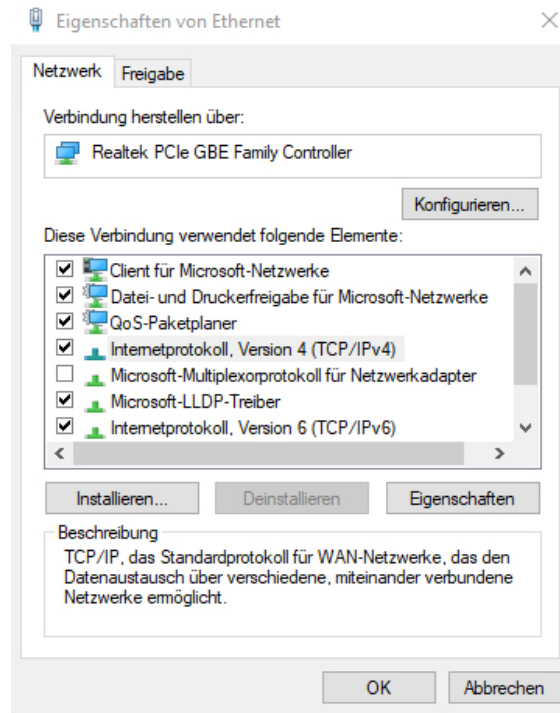 Eigenschaften von Ethernet
Netzwerk
Freigabe
Verbindung herstellen über:
Realtek PCIe GBE Family Controller
Konfigurieren...
Diese Verbindung verwendet folgende Elemente:
Client für Microsoft-Netzwerke
Datei- und Druckerfreigabe für Microsoft-Netzwerke
QoS-Paketplaner
Internetprotokoll, Version 4 (TCP/IPv4)
Microsoft-Multiplexorprotokoll für Netzwerkadapter
Microsoft-LLDP-Treiber
Internetprotokoll, Version 6 (TCP/IPv6)
Installieren...
Deinstallieren
Eigenschaften
Beschreibung
TCP/IP, das Standardprotokoll für WAN-Netzwerke, das den
Datenaustausch über verschiedene, miteinander verbundene
Netzwerke ermöglicht.
OK
Abbrechen